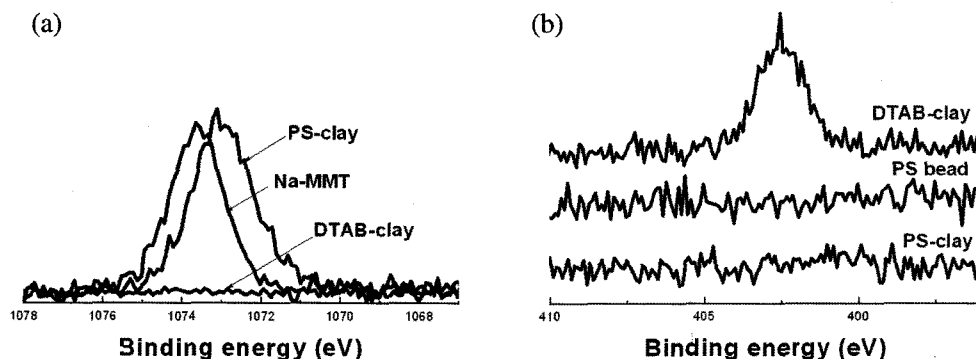 (a)
PS-clay
Na-MMT
DTAB-clay
1078 1076 1074 1072 1070 1068
Binding energy (eV)
(b)
DTAB-clay
PS bead
PS-clay
410 405 400
Binding energy (eV)